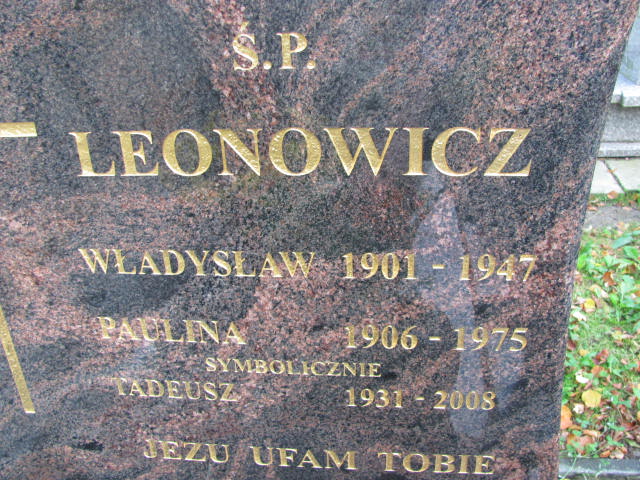 Ś.P.
LEONOWICZ
WŁADYSŁAW 1901 - 1947
PAULINA 1906 - 1975
SYMBOLICZNIE
TADEUSZ 1931 - 2008
JEZU UFAM TOBIE